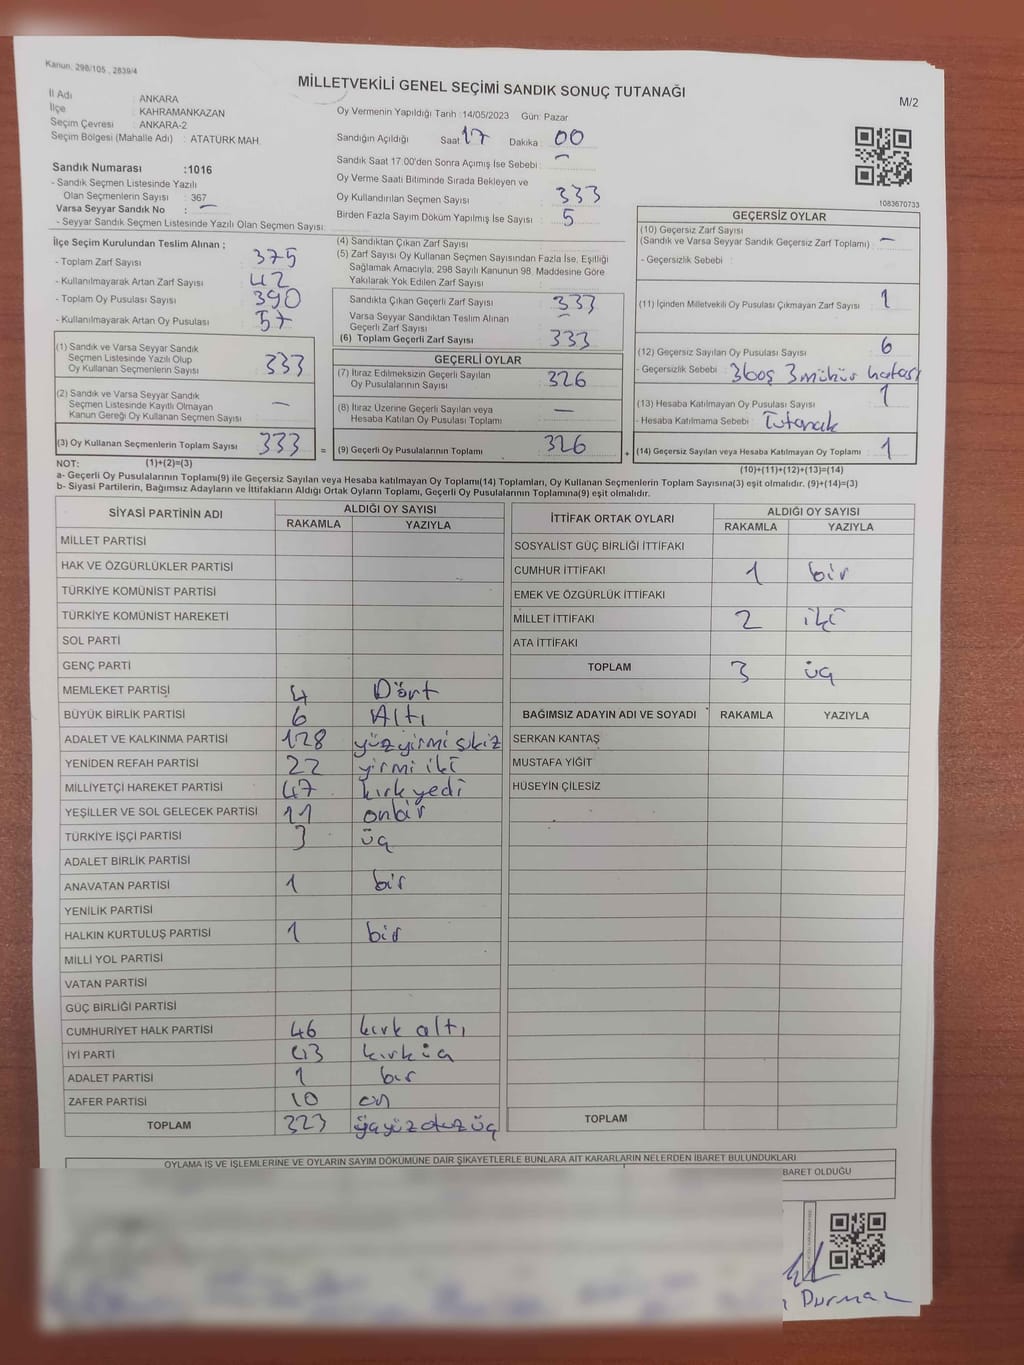 Kanun: 298/105 , 2839/4
MİLLETVEKİLİ GENEL SEÇİMİ SANDIK SONUÇ TUTANAĞI
M/2
İl Adı : ANKARA
İlçe : KAHRAMANKAZAN
Seçim Çevresi : ANKARA-2
Seçim Bölgesi (Mahalle Adı) : ATATÜRK MAH.
Oy Vermenin Yapıldığı Tarih :14/05/2023 Gün: Pazar
Sandığın Açıldığı Saat 17 Dakika : 00
Sandık Saat 17:00'den Sonra Açımış İse Sebebi : –
Oy Verme Saati Bitiminde Sırada Bekleyen ve
Oy Kullandırılan Seçmen Sayısı : 333
Birden Fazla Sayım Döküm Yapılmış İse Sayısı : 5
Sandık Numarası :1016
- Sandık Seçmen Listesinde Yazılı
Olan Seçmenlerin Sayısı : 367
Varsa Seyyar Sandık No : –
- Seyyar Sandık Seçmen Listesinde Yazılı Olan Seçmen Sayısı:
1083670733
İlçe Seçim Kurulundan Teslim Alınan ;
- Toplam Zarf Sayısı : 375
- Kullanılmayarak Artan Zarf Sayısı : 42
- Toplam Oy Pusulası Sayısı : 390
- Kullanılmayarak Artan Oy Pusulası : 57
(4) Sandıktan Çıkan Zarf Sayısı :
(5) Zarf Sayısı Oy Kullanan Seçmen Sayısından Fazla İse, Eşitliği
Sağlamak Amacıyla; 298 Sayılı Kanunun 98. Maddesine Göre
Yakılarak Yok Edilen Zarf Sayısı :
Sandıkta Çıkan Geçerli Zarf Sayısı : 333
Varsa Seyyar Sandıktan Teslim Alınan
Geçerli Zarf Sayısı : –
(6) Toplam Geçerli Zarf Sayısı : 333
GEÇERSİZ OYLAR
(10) Geçersiz Zarf Sayısı
(Sandık ve Varsa Seyyar Sandık Geçersiz Zarf Toplamı) : –
- Geçersizlik Sebebi :
(11) İçinden Milletvekili Oy Pusulası Çıkmayan Zarf Sayısı : 1
(12) Geçersiz Sayılan Oy Pusulası Sayısı : 6
- Geçersizlik Sebebi : 3boş 3mühür hatası
(13) Hesaba Katılmayan Oy Pusulası Sayısı : 1
- Hesaba Katılmama Sebebi : Tutanak
(14) Geçersiz Sayılan veya Hesaba Katılmayan Oy Toplamı : 1
(10)+(11)+(12)+(13)=(14)
(1) Sandık ve Varsa Seyyar Sandık
Seçmen Listesinde Yazılı Olup
Oy Kullanan Seçmenlerin Sayısı : 333
(2) Sandık ve Varsa Seyyar Sandık
Seçmen Listesinde Kayıtlı Olmayan
Kanun Gereği Oy Kullanan Seçmen Sayısı : –
(3) Oy Kullanan Seçmenlerin Toplam Sayısı : 333 =
GEÇERLİ OYLAR
(7) İtiraz Edilmeksizin Geçerli Sayılan
Oy Pusulalarının Sayısı : 326
(8) İtiraz Üzerine Geçerli Sayılan veya
Hesaba Katılan Oy Pusulası Toplamı : –
(9) Geçerli Oy Pusulalarının Toplamı : 326 +
NOT: (1)+(2)=(3)
a- Geçerli Oy Pusulalarının Toplamı(9) ile Geçersiz Sayılan veya Hesaba Katılmayan Oy Toplamı(14) Toplamları, Oy Kullanan Seçmenlerin Toplam Sayısına(3) eşit olmalıdır. (9)+(14)=(3)
b- Siyasi Partilerin, Bağımsız Adayların ve İttifakların Aldığı Ortak Oyların Toplamı, Geçerli Oy Pusulalarının Toplamına(9) eşit olmalıdır.
SİYASİ PARTİNİN ADI ALDIĞI OY SAYISI
RAKAMLA YAZIYLA
MİLLET PARTİSİ
HAK VE ÖZGÜRLÜKLER PARTİSİ
TÜRKİYE KOMÜNİST PARTİSİ
TÜRKİYE KOMÜNİST HAREKETİ
SOL PARTİ
GENÇ PARTİ
MEMLEKET PARTİSİ 4 Dört
BÜYÜK BİRLİK PARTİSİ 6 Altı
ADALET VE KALKINMA PARTİSİ 128 yüzyirmi sekiz
YENİDEN REFAH PARTİSİ 22 yirmi iki
MİLLİYETÇİ HAREKET PARTİSİ 47 kırkyedi
YEŞİLLER VE SOL GELECEK PARTİSİ 11 onbir
TÜRKİYE İŞÇİ PARTİSİ 3 üç
ADALET BİRLİK PARTİSİ
ANAVATAN PARTİSİ 1 bir
YENİLİK PARTİSİ
HALKIN KURTULUŞ PARTİSİ 1 bir
MİLLİ YOL PARTİSİ
VATAN PARTİSİ
GÜÇ BİRLİĞİ PARTİSİ
CUMHURİYET HALK PARTİSİ 46 kırk altı
İYİ PARTİ 43 kırk üç
ADALET PARTİSİ 1 bir
ZAFER PARTİSİ 10 on
TOPLAM 323 üçyüzotuzüç
İTTİFAK ORTAK OYLARI ALDIĞI OY SAYISI
RAKAMLA YAZIYLA
SOSYALİST GÜÇ BİRLİĞİ İTTİFAKI
CUMHUR İTTİFAKI 1 bir
EMEK VE ÖZGÜRLÜK İTTİFAKI
MİLLET İTTİFAKI 2 iki
ATA İTTİFAKI
TOPLAM 3 üç
BAĞIMSIZ ADAYIN ADI VE SOYADI RAKAMLA YAZIYLA
SERKAN KANTAŞ
MUSTAFA YİĞİT
HÜSEYİN ÇİLESİZ
TOPLAM
OYLAMA İŞ VE İŞLEMLERİNE VE OYLARIN SAYIM DÖKÜMÜNE DAİR ŞİKAYETLERLE BUNLARA AİT KARARLARIN NELERDEN İBARET BULUNDUKLARI
BARET OLDUĞU
Durmaz